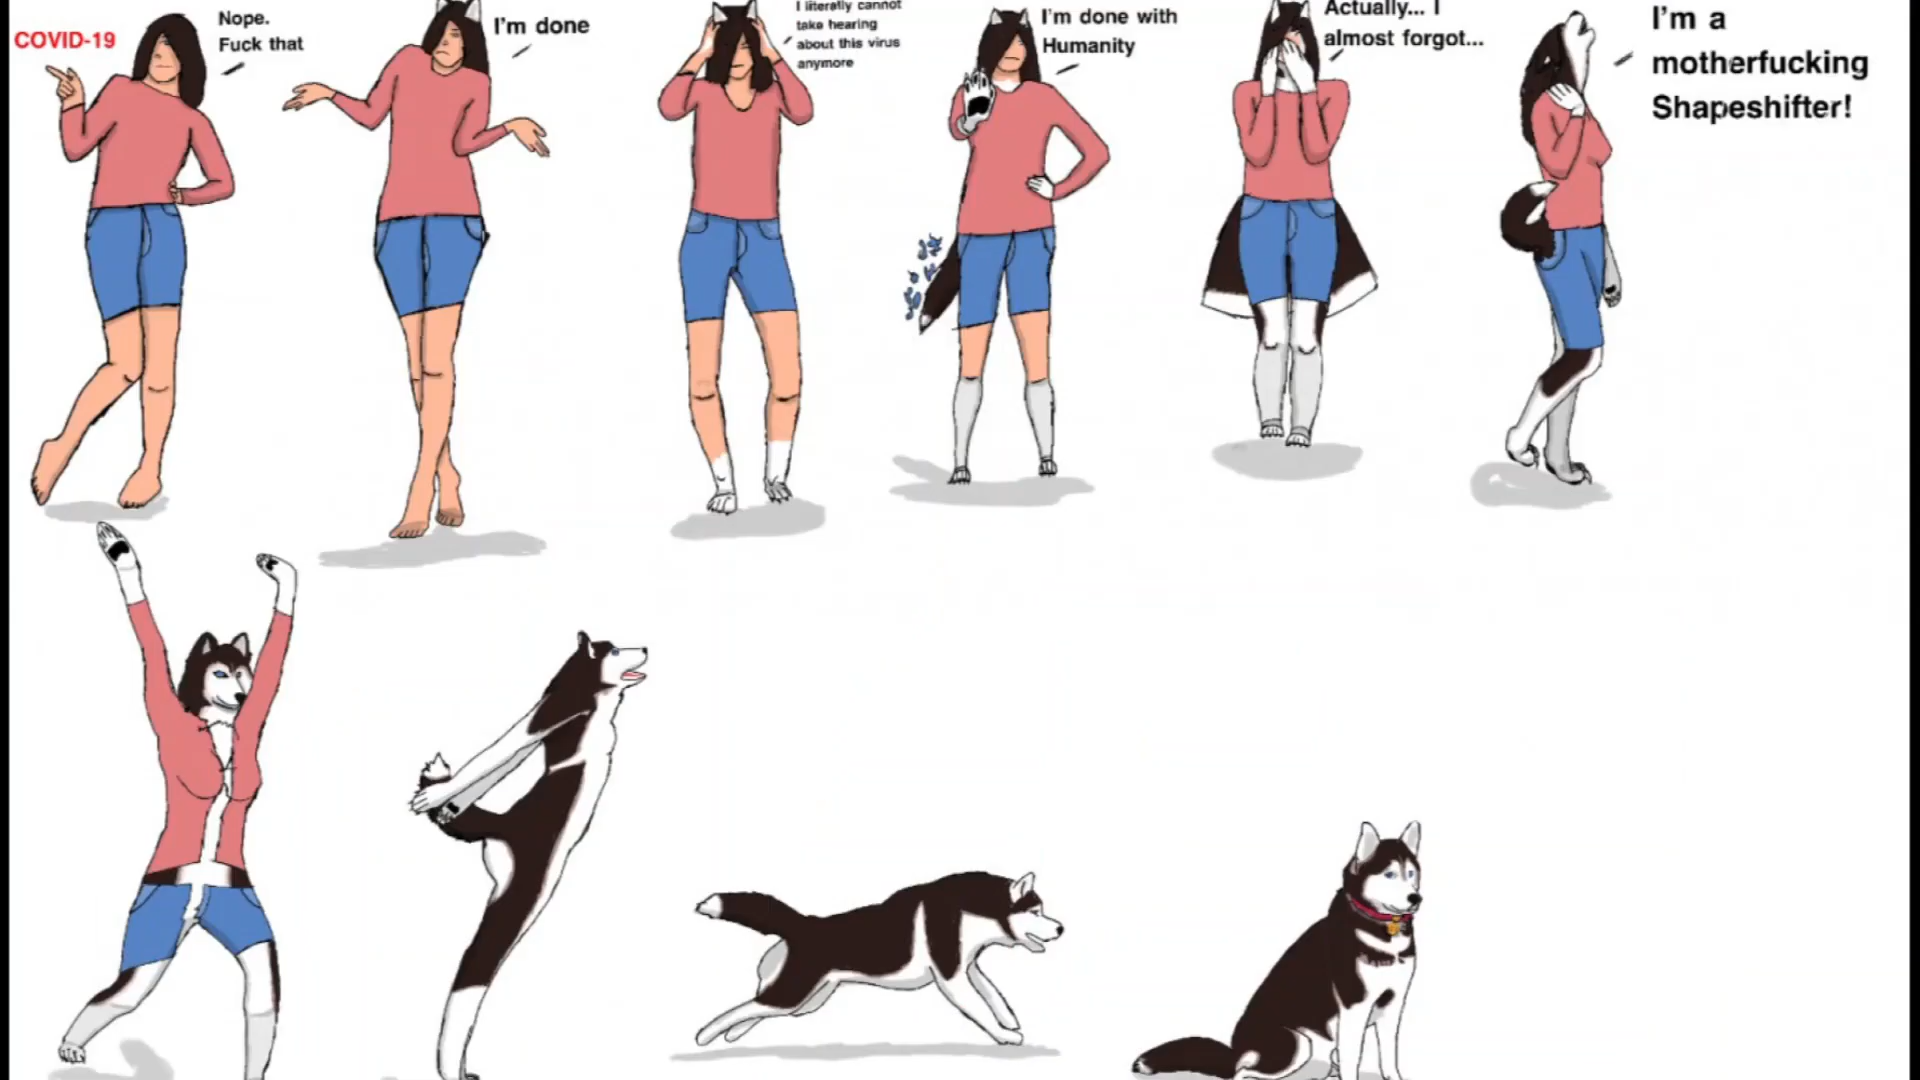 COVID-19
Nope.
Fuck that
I'm done
I literally cannot
take hearing
about this virus
anymore
I'm done with
Humanity
Actually... I
almost forgot...
I'm a
motherfucking
Shapeshifter!